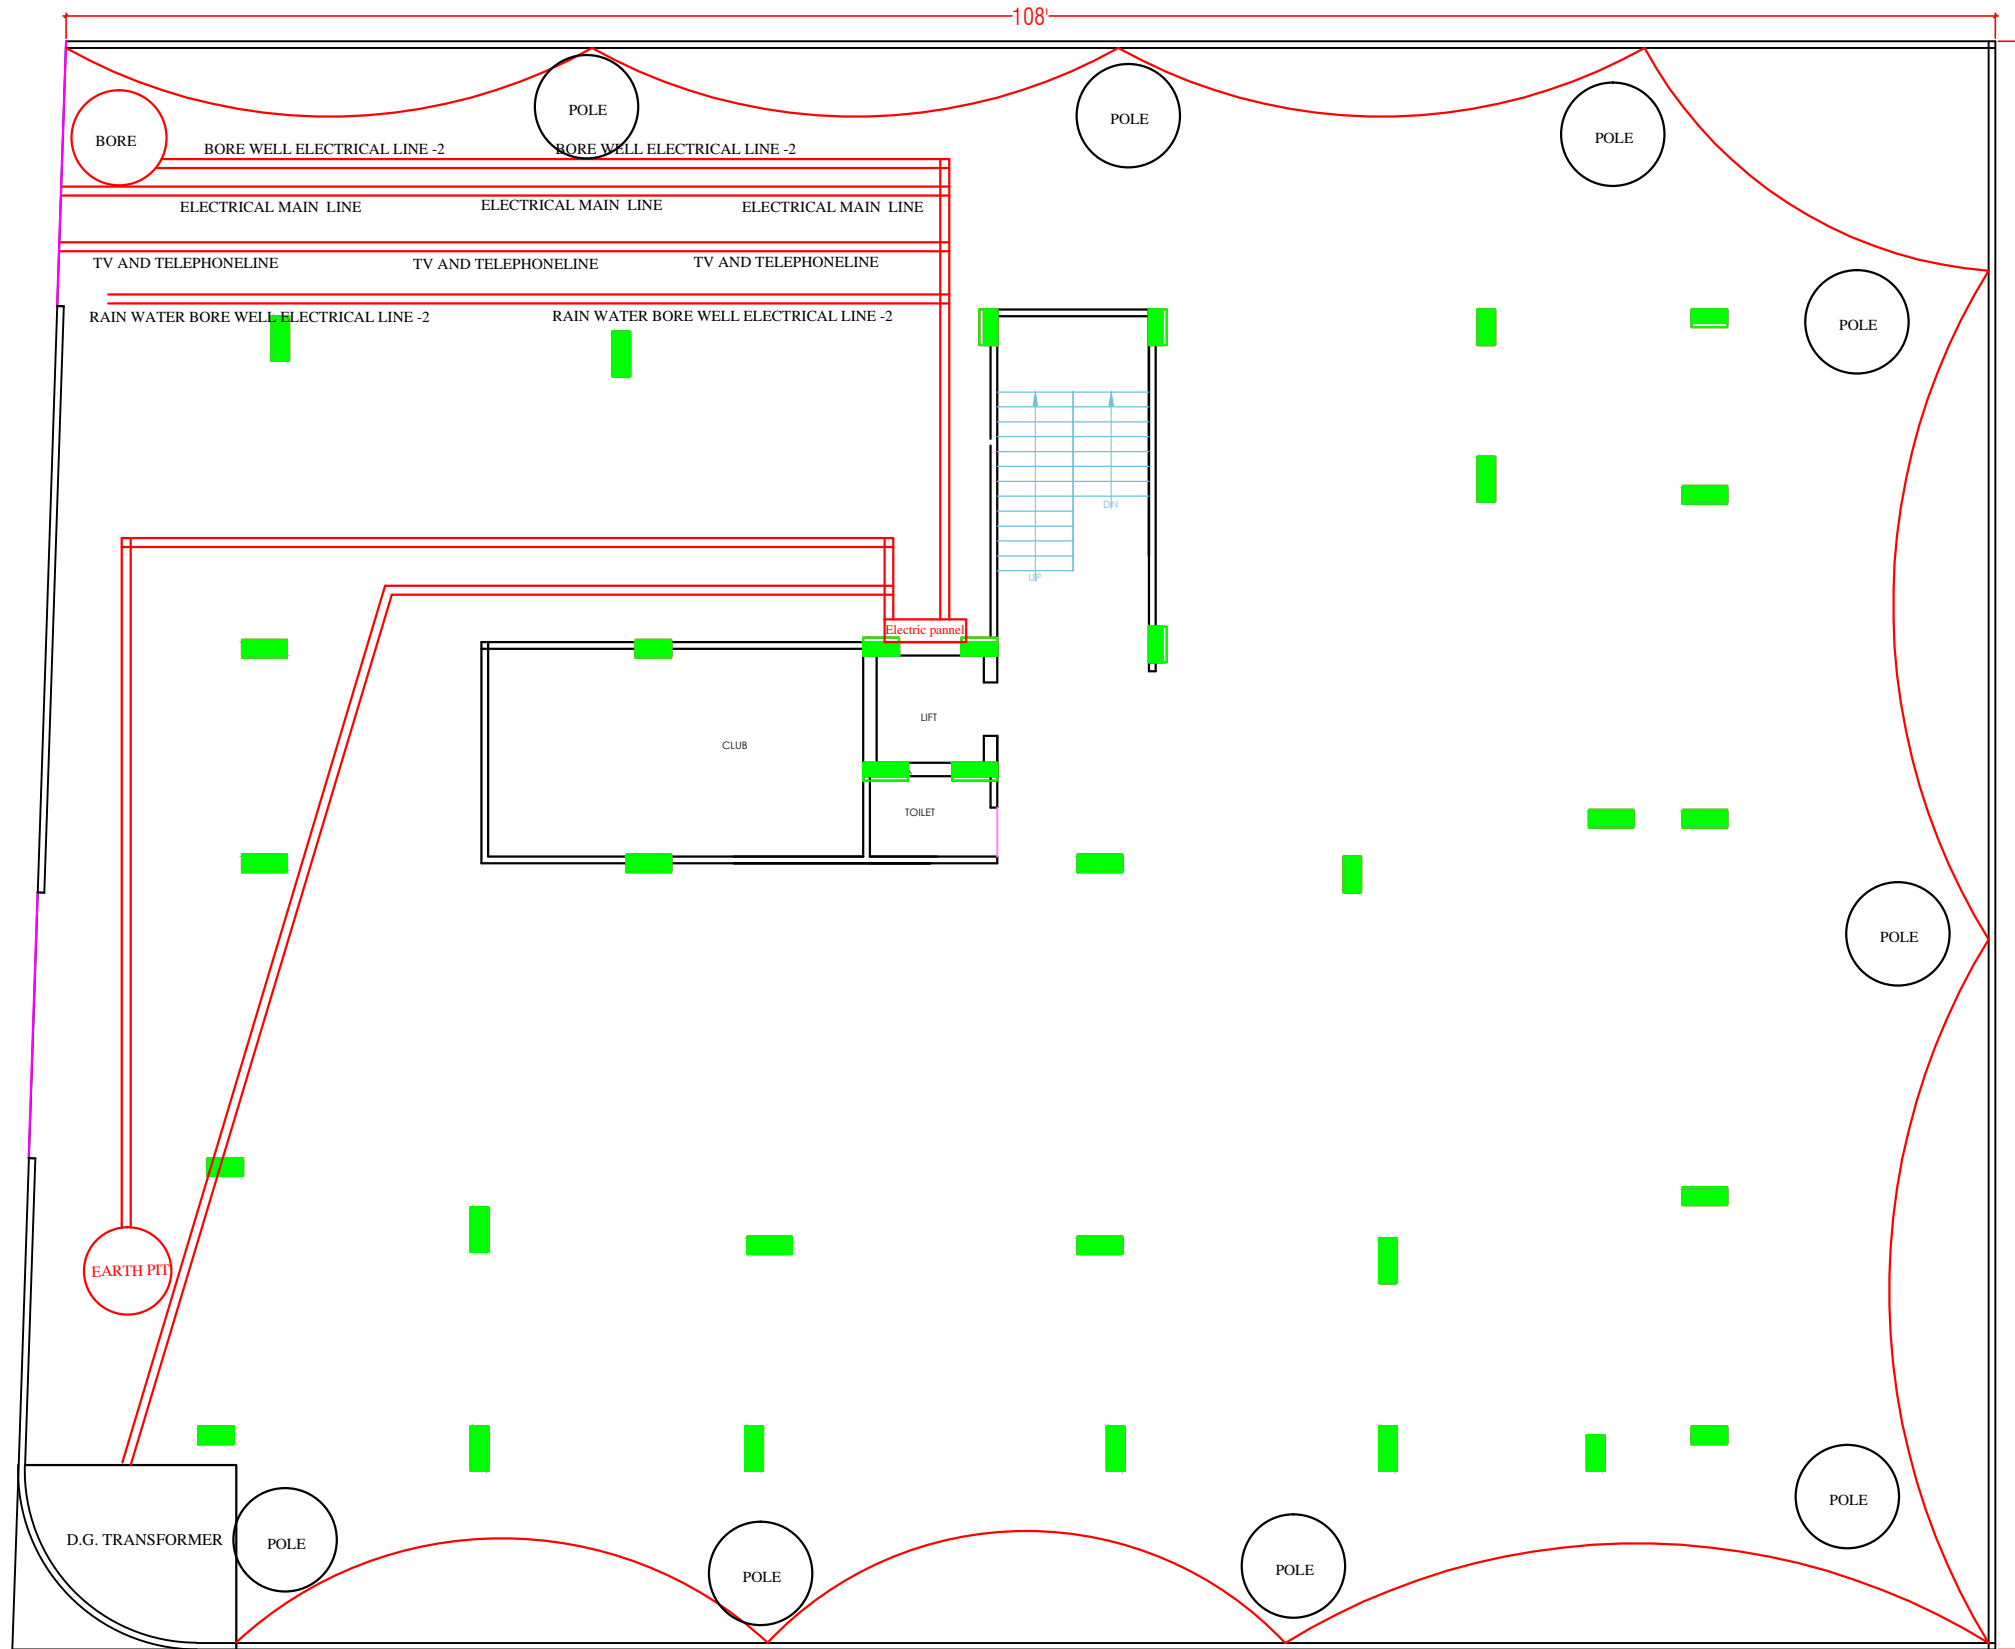 108'
POLE
POLE
POLE
BORE
BORE WELL ELECTRICAL LINE -2
BORE WELL ELECTRICAL LINE -2
ELECTRICAL MAIN LINE
ELECTRICAL MAIN LINE
ELECTRICAL MAIN LINE
TV AND TELEPHONELINE
TV AND TELEPHONELINE
TV AND TELEPHONELINE
RAIN WATER BORE WELL ELECTRICAL LINE -2
RAIN WATER BORE WELL ELECTRICAL LINE -2
POLE
DN
UP
Electric pannel
LIFT
CLUB
TOILET
POLE
EARTH PIT
POLE
D.G. TRANSFORMER
POLE
POLE
POLE